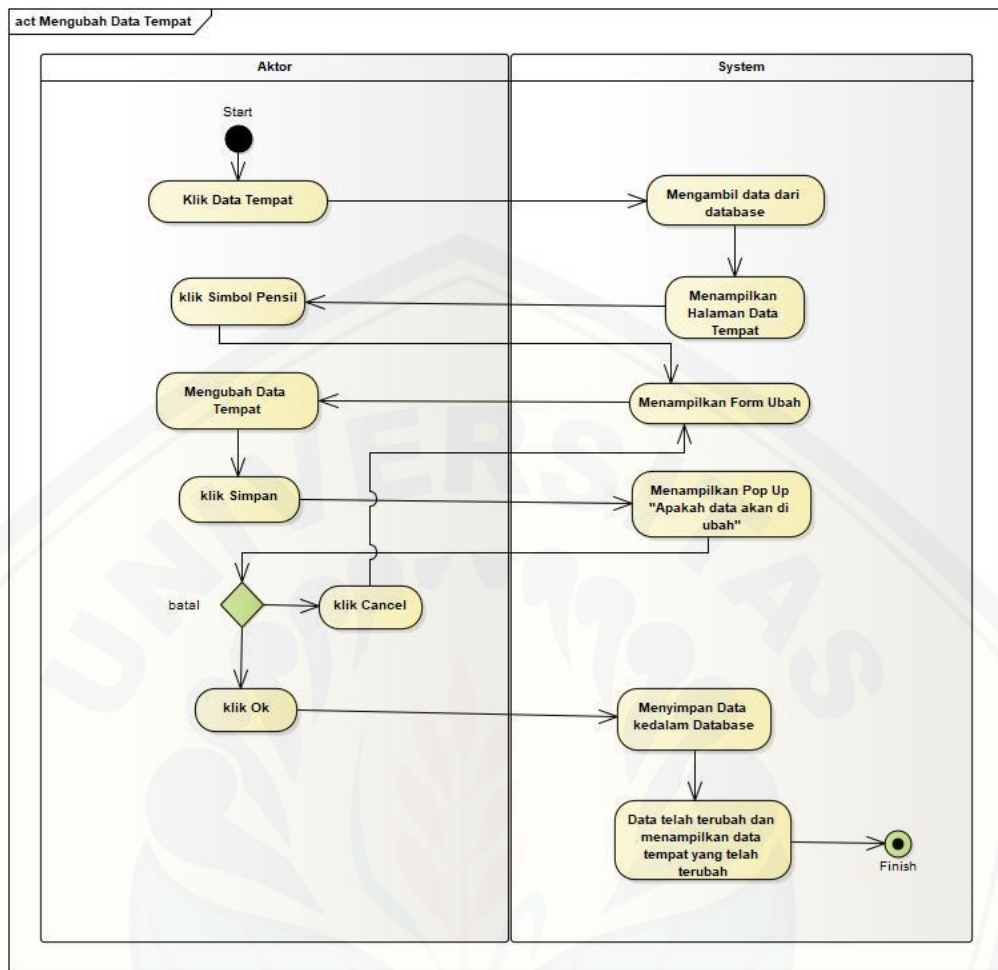 act Mengubah Data Tempat
Aktor
System
Start
Klik Data Tempat
Mengambil data dari
database
klik Simbol Pensil
Menampilkan
Halaman Data
Tempat
Mengubah Data
Tempat
Menampilkan Form Ubah
klik Simpan
Menampilkan Pop Up
"Apakah data akan di
ubah"
batal
klik Cancel
klik Ok
Menyimpan Data
kedalam Database
Data telah terubah dan
menampilkan data
tempat yang telah
terubah
Finish
UNIVERSITAS